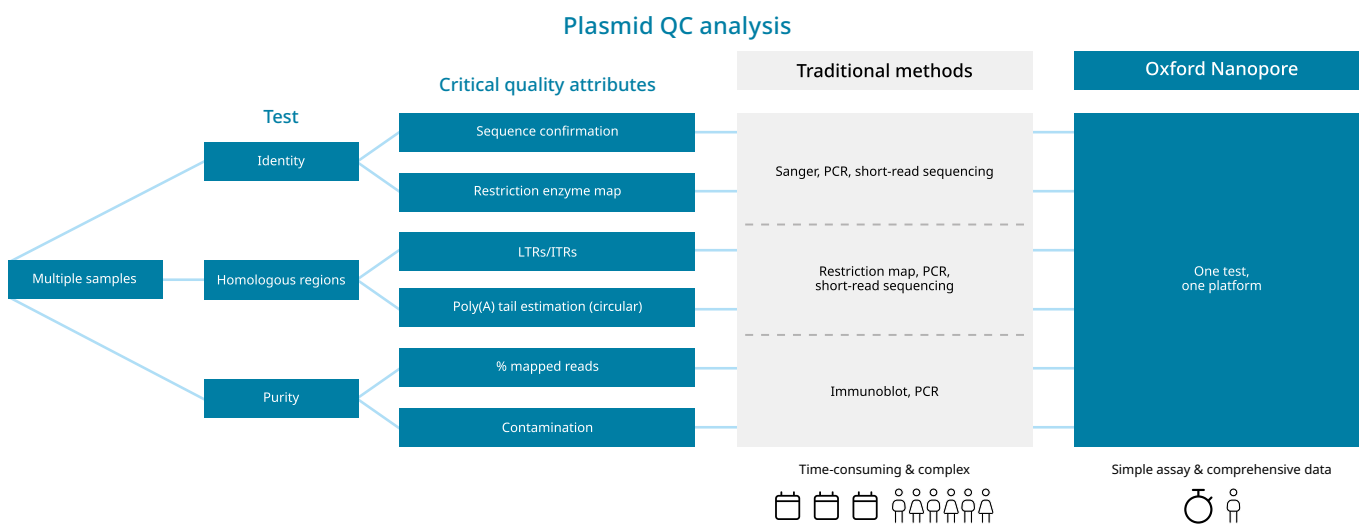 Plasmid QC analysis
Traditional methods
Oxford Nanopore
Critical quality attributes
Test
Multiple samples
Identity
Homologous regions
Purity
Sequence confirmation
Restriction enzyme map
LTRs/ITRs
Poly(A) tail estimation (circular)
% mapped reads
Contamination
Sanger, PCR, short-read sequencing
Restriction map, PCR,
short-read sequencing
Immunoblot, PCR
One test,
one platform
Time-consuming & complex
Simple assay & comprehensive data